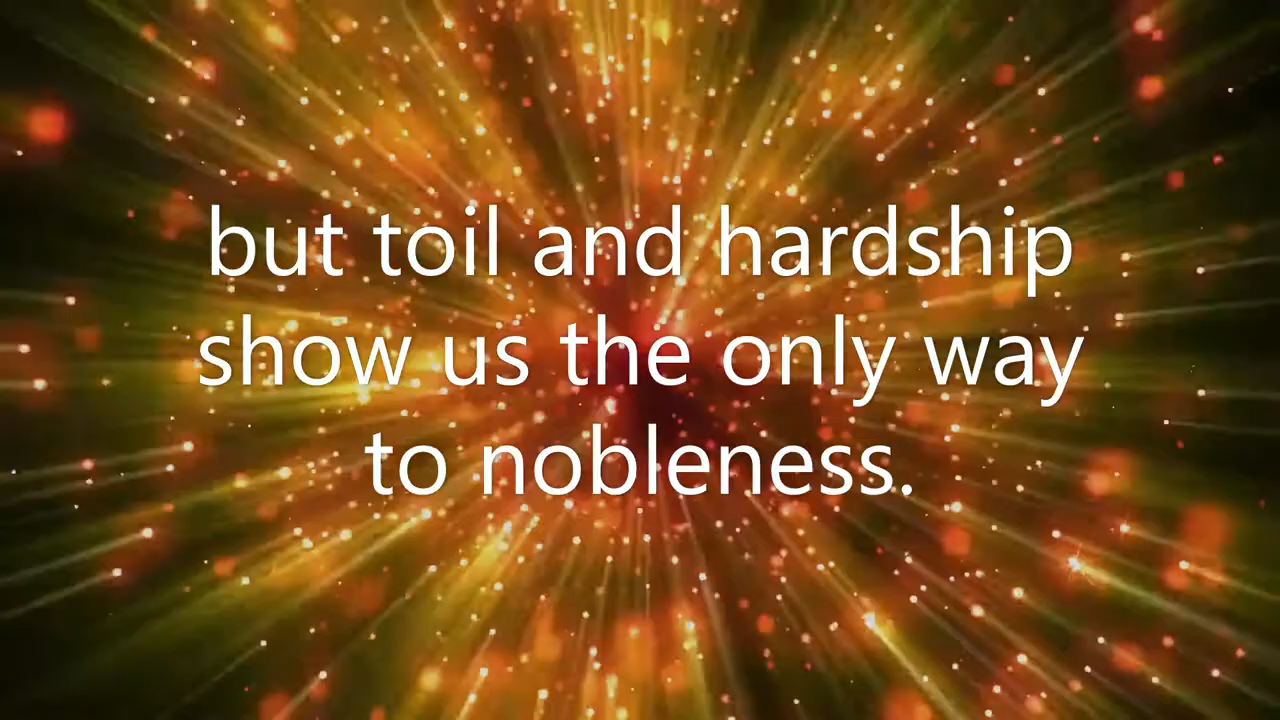 but toil and hardship
show us the only way
to nobleness.